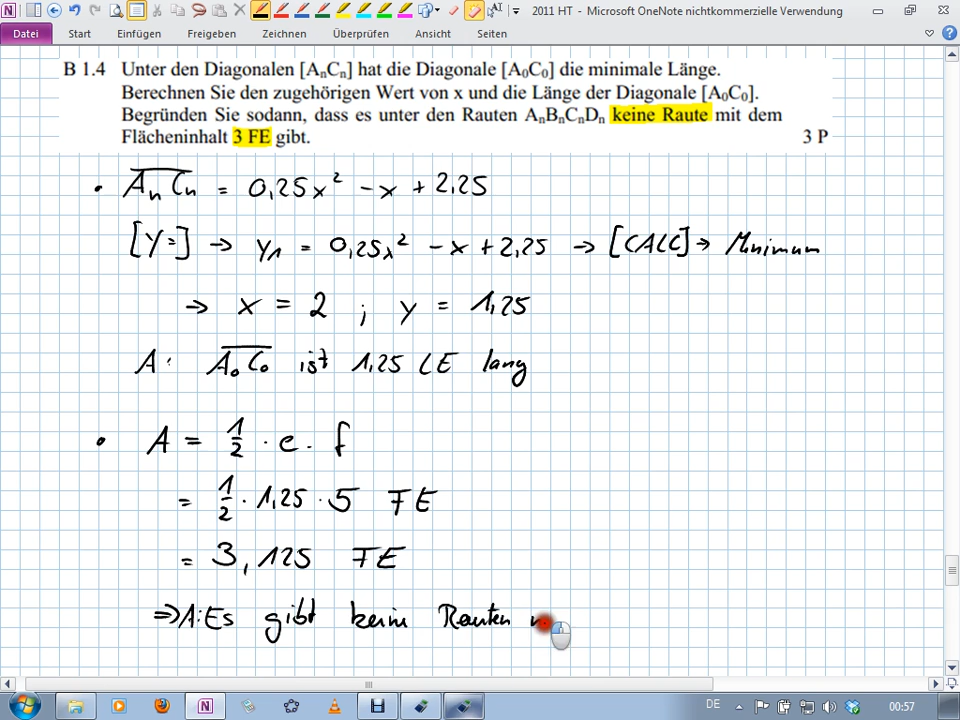 2011 HT - Microsoft OneNote nichtkommerzielle Verwendung
Datei Start Einfügen Freigeben Zeichnen Überprüfen Ansicht Seiten
B 1.4 Unter den Diagonalen [AₙCₙ] hat die Diagonale [A₀C₀] die minimale Länge.
Berechnen Sie den zugehörigen Wert von x und die Länge der Diagonale [A₀C₀].
Begründen Sie sodann, dass es unter den Rauten AₙBₙCₙDₙ keine Raute mit dem
Flächeninhalt 3 FE gibt. 3 P
• A̅ₙC̅ₙ = 0,25x² - x + 2,25
[Y=] → y₁ = 0,25x² - x + 2,25 → [CALC] → Minimum
⇒ x = 2 ; y = 1,25
A: A̅₀C̅₀ ist 1,25 LE lang
• A = 1/2 · e · f
= 1/2 · 1,25 · 5 FE
= 3,125 FE
⇒ A: Es gibt keine Rauten
DE 00:57